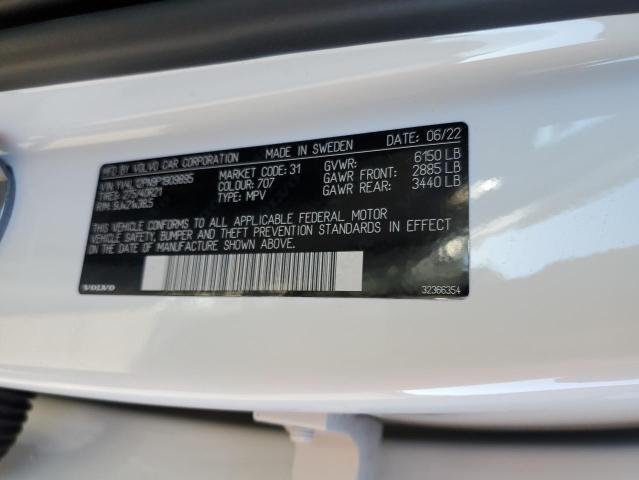 MFD BY VOLVO CAR CORPORATION MADE IN SWEDEN DATE: 06/22
MARKET CODE: 31 GVWR: 6150 LB
COLOUR: 707 GAWR FRONT: 2885 LB
TYPE: MPV GAWR REAR: 3440 LB
THIS VEHICLE CONFORMS TO ALL APPLICABLE FEDERAL MOTOR
VEHICLE SAFETY, BUMPER AND THEFT PREVENTION STANDARDS IN EFFECT
ON THE DATE OF MANUFACTURE SHOWN ABOVE.
VOLVO 32366354